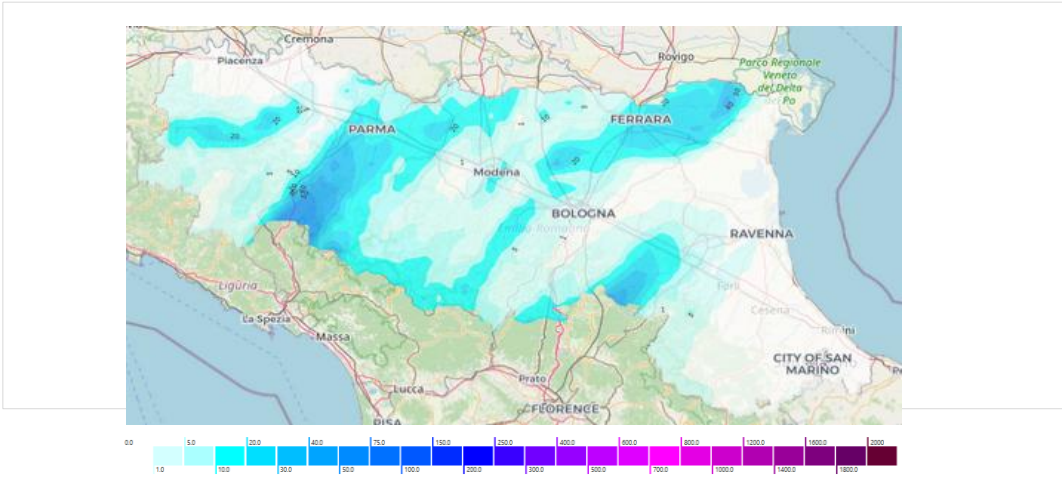 Cremona
Piacenza
Rovigo
Parco Regionale
Veneto
del Delta
Po
PARMA
FERRARA
Modena
BOLOGNA
Emilia-Romagna
RAVENNA
Liguria
Forlì
Cesena
La Spezia
Massa
Rimini
CITY OF SAN
MARINO
Prato
Lucca
FLORENCE
PISA
0.0 5.0 20.0 40.0 75.0 150.0 250.0 400.0 600.0 800.0 1200.0 1600.0 2000
1.0 10.0 30.0 50.0 100.0 200.0 300.0 500.0 700.0 1000.0 1400.0 1800.0